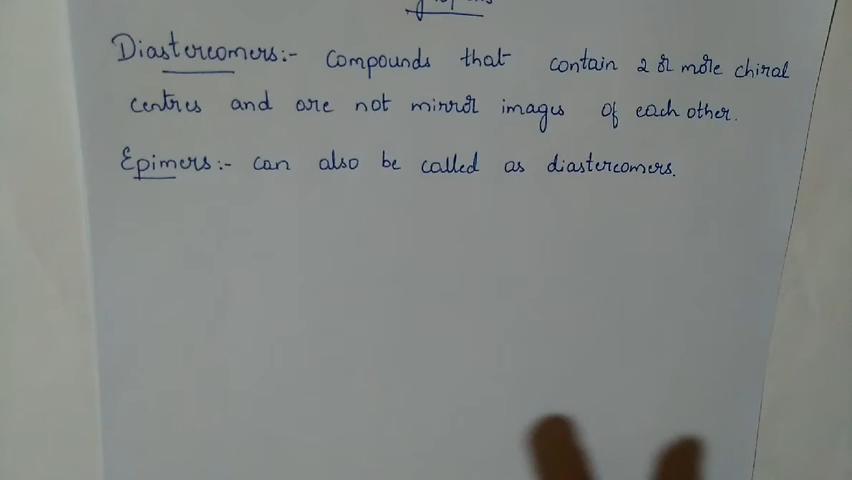 Diastereomers:- compounds that contain 2 or more chiral
centres and are not mirror images of each other.
Epimers:- can also be called as diastereomers.